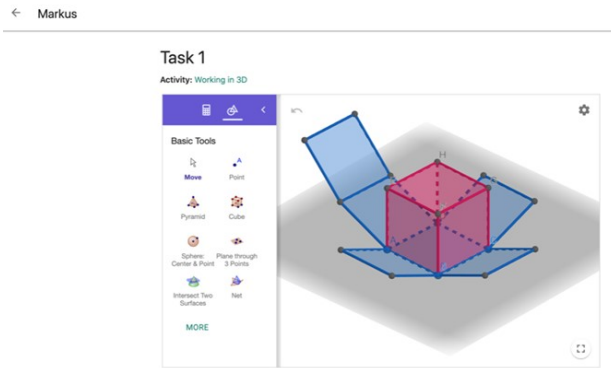 Markus
Task 1
Activity: Working in 3D
Basic Tools
Move
Point
Pyramid
Cube
Sphere:
Center & Point
Plane through
3 Points
Intersect Two
Surfaces
Net
MORE
H
A